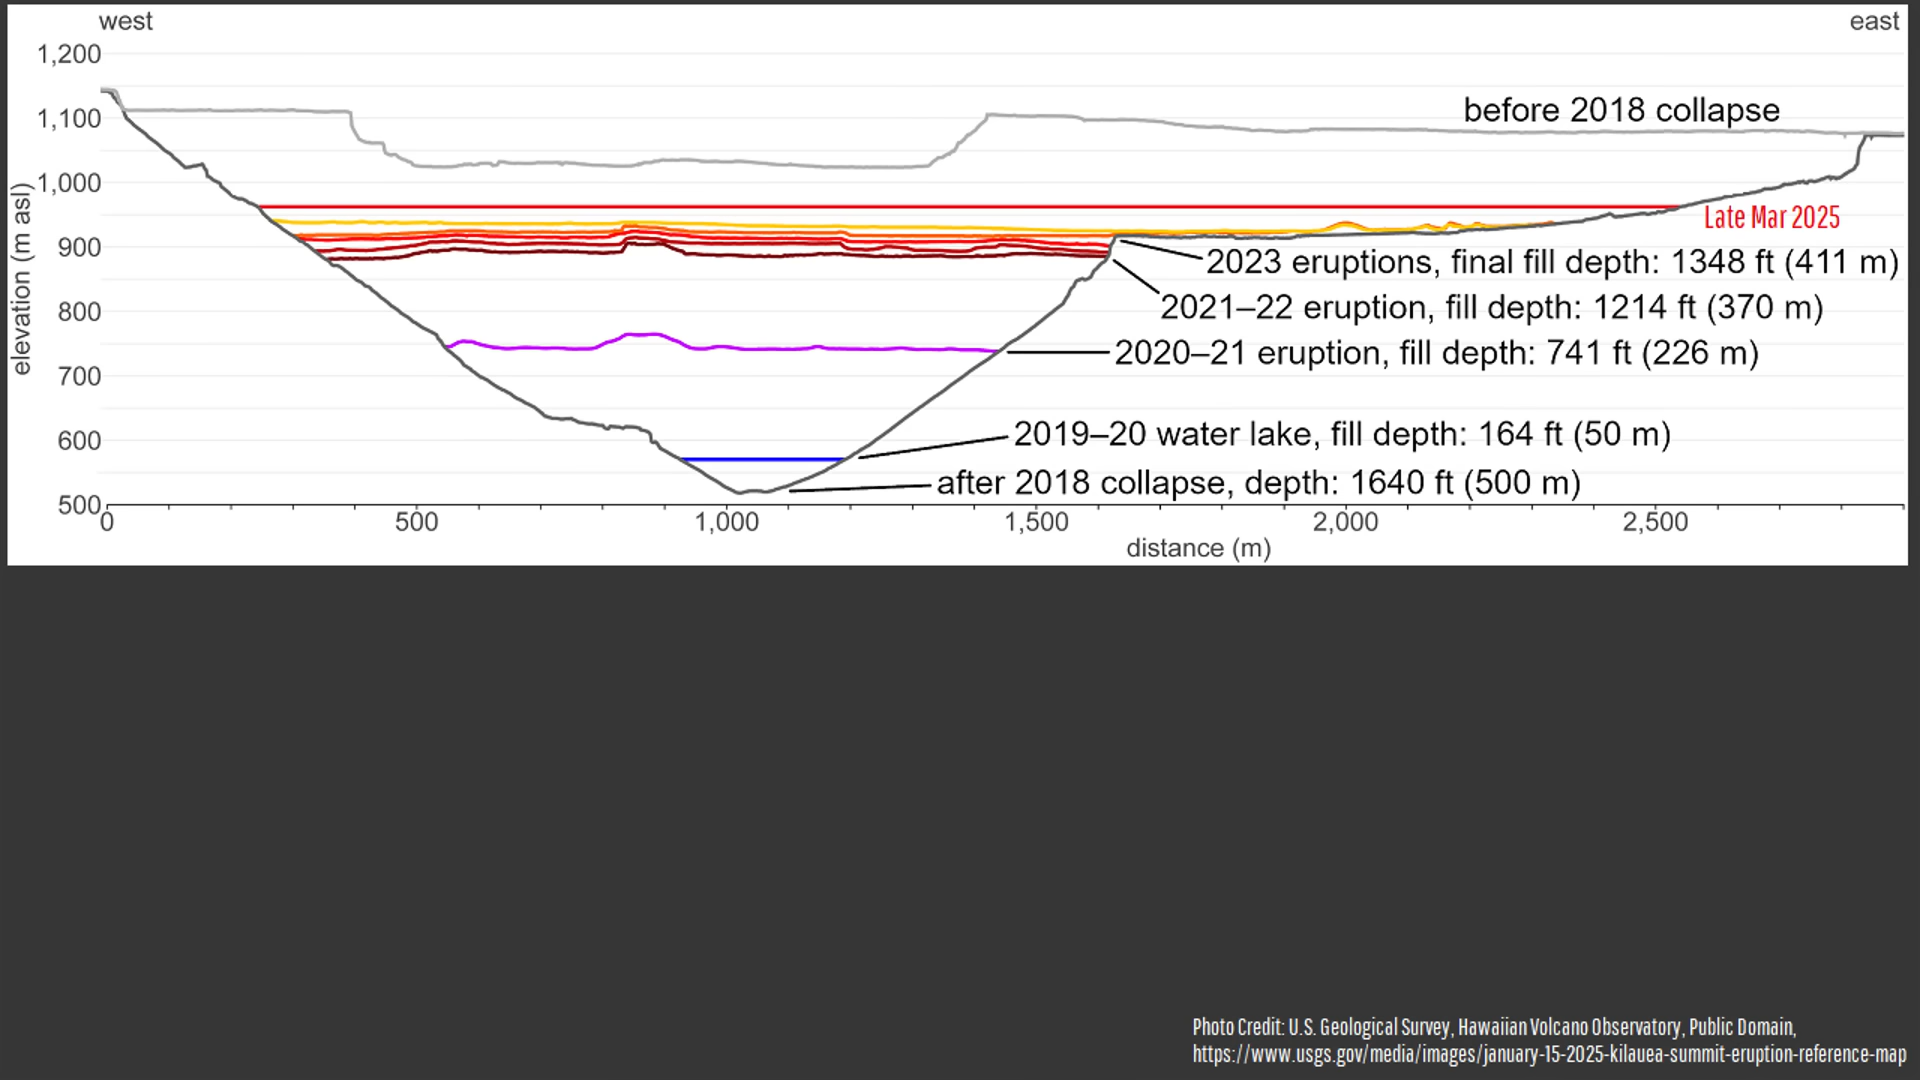 west
east
1,200
1,100
1,000
900
800
700
600
500
elevation (m asl)
before 2018 collapse
Late Mar 2025
2023 eruptions, final fill depth: 1348 ft (411 m)
2021–22 eruption, fill depth: 1214 ft (370 m)
2020–21 eruption, fill depth: 741 ft (226 m)
2019–20 water lake, fill depth: 164 ft (50 m)
after 2018 collapse, depth: 1640 ft (500 m)
0
500
1,000
1,500
2,000
2,500
distance (m)
Photo Credit: U.S. Geological Survey, Hawaiian Volcano Observatory, Public Domain,
https://www.usgs.gov/media/images/january-15-2025-kilauea-summit-eruption-reference-map